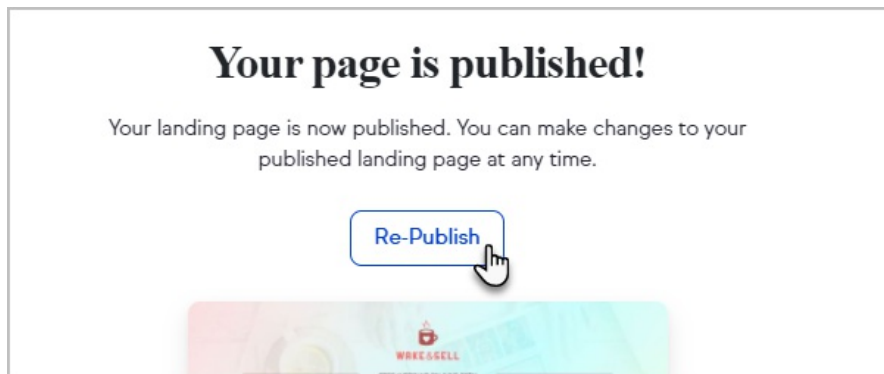 Your page is published!
Your landing page is now published. You can make changes to your
published landing page at any time.
Re-Publish
WAKE&SELL